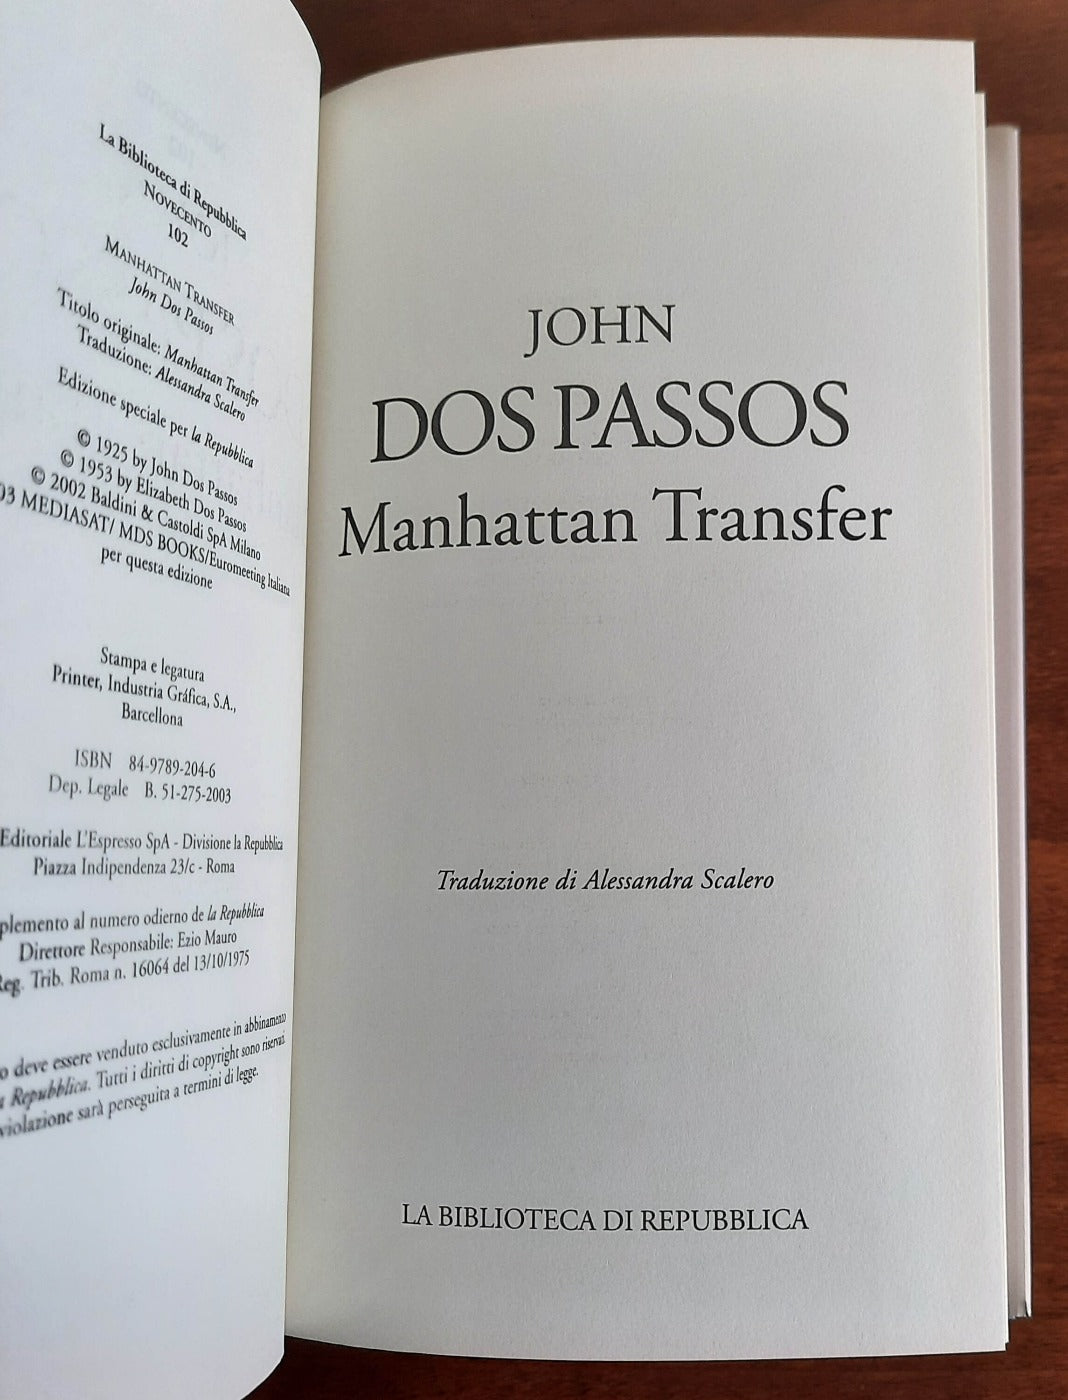 La Biblioteca di Repubblica
NOVECENTO
102
MANHATTAN TRANSFER
John Dos Passos
Titolo originale: Manhattan Transfer
Traduzione: Alessandra Scalero
Edizione speciale per la Repubblica
© 1925 by John Dos Passos
© 1953 by Elizabeth Dos Passos
© 2002 Baldini & Castoldi SpA Milano
03 MEDIASAT/ MDS BOOKS/Euromeeting Italiana
per questa edizione
Stampa e legatura
Printer, Industria Gráfica, S.A.,
Barcellona
ISBN 84-9789-204-6
Dep. Legale B. 51-275-2003
Editoriale L'Espresso SpA - Divisione la Repubblica
Piazza Indipendenza 23/c - Roma
plemento al numero odierno de la Repubblica
Direttore Responsabile: Ezio Mauro
Reg. Trib. Roma n. 16064 del 13/10/1975
o deve essere venduto esclusivamente in abbinamento
a Repubblica. Tutti i diritti di copyright sono riservati
violazione sarà perseguita a termini di legge.
JOHN
DOS PASSOS
Manhattan Transfer
Traduzione di Alessandra Scalero
LA BIBLIOTECA DI REPUBBLICA